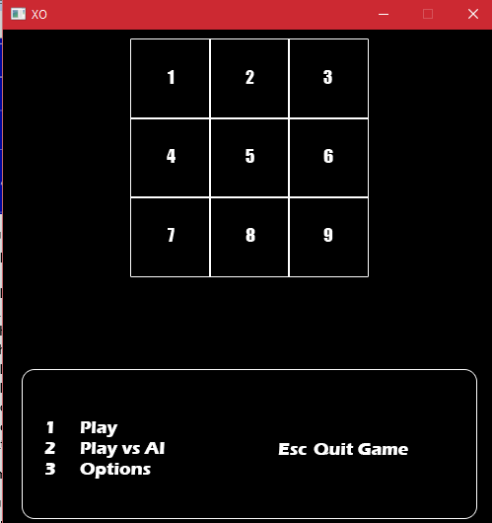 XO
1 2 3
4 5 6
7 8 9
1 Play
2 Play vs AI
3 Options
Esc Quit Game